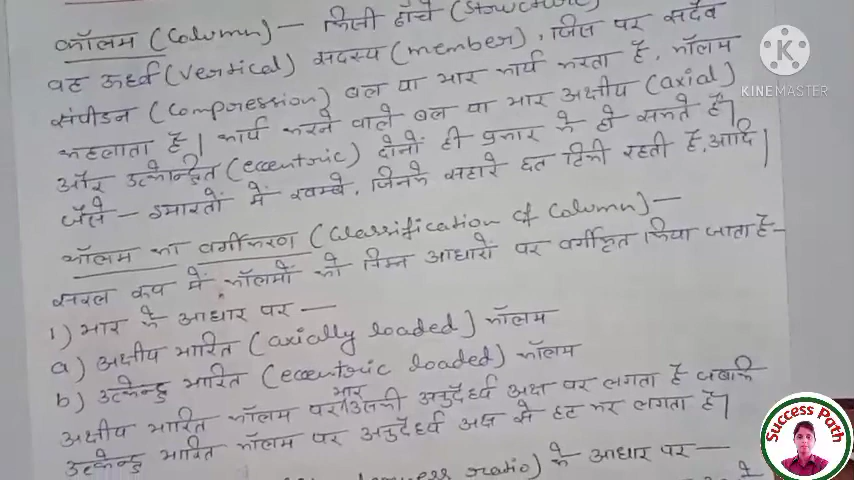 कॉलम (Column) — किसी ढाँचे (Structure)
वह ऊर्ध्व (Vertical) सदस्य (member), जिस पर सदैव
संपीडन (Compression) बल या भार कार्य करता है, कॉलम
कहलाता है। कार्य करने वाले बल या भार अक्षीय (axial)
और उत्केन्द्रित (eccentric) दोनों ही प्रकार के हो सकते हैं।
जैसे — इमारतों में खम्बे, जिनके सहारे छत टिकी रहती है, आदि।
कॉलम का वर्गीकरण (Classification of Column) —
सरल रूप में कॉलमों को निम्न आधारों पर वर्गीकृत किया जाता है—
1) भार के आधार पर —
a) अक्षीय भारित (axially loaded) कॉलम
b) उत्केन्द्र भारित (eccentric loaded) कॉलम
अक्षीय भारित कॉलम पर भार उसकी अनुदैर्ध्य अक्ष पर लगता है जबकि
उत्केन्द्र भारित कॉलम पर अनुदैर्ध्य अक्ष से हट कर लगता है।
ratio) के आधार पर —
KINEMASTER
Success Path